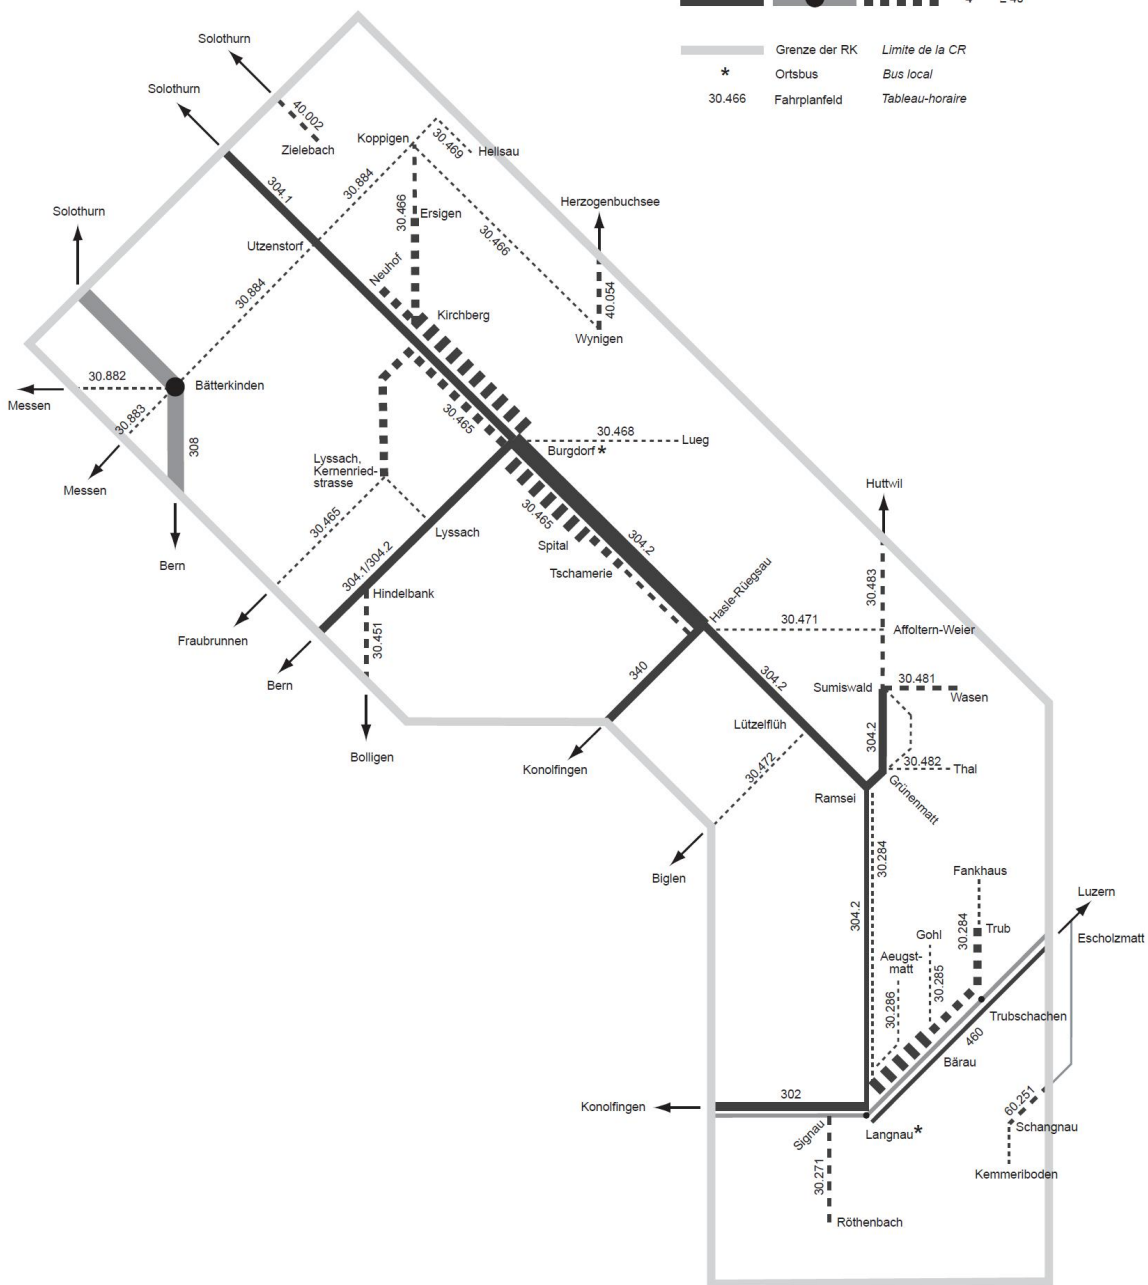 Grenze der RK Limite de la CR
* Ortsbus Bus local
30.466 Fahrplanfeld Tableau-horaire
Solothurn
Solothurn
40.002
Zielebach
Koppigen
30.469
Hellsau
304.1
30.884
30.466
Ersigen
30.466
Herzogenbuchsee
40.054
Wynigen
Solothurn
Utzenstorf
Neuhof
30.884
Kirchberg
30.882
Messen
Bätterkinden
30.883
Messen
308
Bern
30.465
30.468
Lueg
Burgdorf *
Lyssach,
Kernenried-
strasse
30.465
30.465
Lyssach
Spital
Tschamerie
304.2
Hasle-Rüegsau
Huttwil
30.483
304.1/304.2
Hindelbank
30.451
Fraubrunnen
Bern
Bolligen
30.471
Affoltern-Weier
340
304.2
Sumiswald
30.481
Wasen
Lützelflüh
304.2
Konolfingen
30.472
30.482
Thal
Ramsei
Grünenmatt
Biglen
30.284
304.2
Fankhaus
30.284
Trub
Luzern
Escholzmatt
Gohl
30.285
Aeugst-
matt
30.286
Trubschachen
460
Bärau
302
Konolfingen
Signau
Langnau *
60.251
Schangnau
Kemmeriboden
30.271
Röthenbach